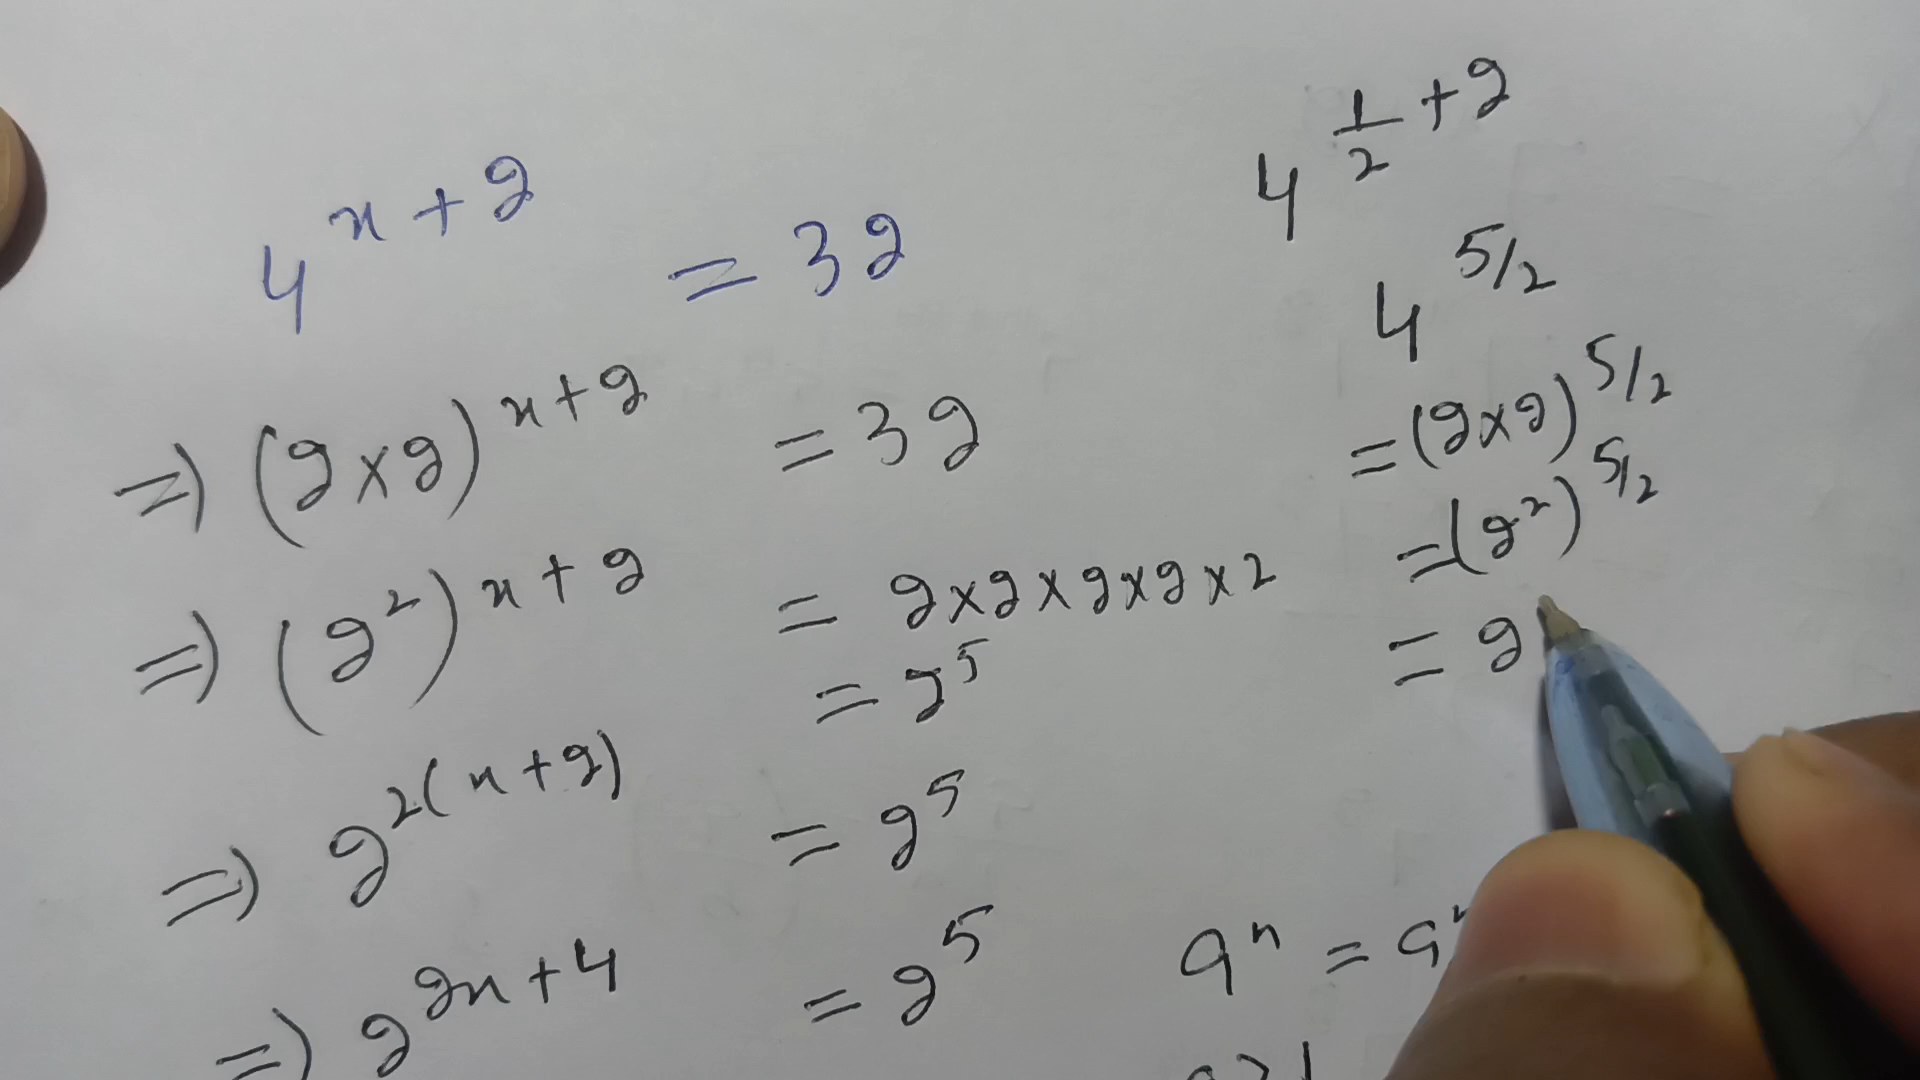 4^(x+2) = 32
⇒ (2×2)^(x+2) = 32
⇒ (2²)^(x+2) = 2×2×2×2×2
= 2⁵
⇒ 2^(2(x+2)) = 2⁵
⇒ 2^(2x+4) = 2⁵
4^(1/2+2)
4^(5/2)
= (2×2)^(5/2)
= (2²)^(5/2)
= 2
aⁿ = a